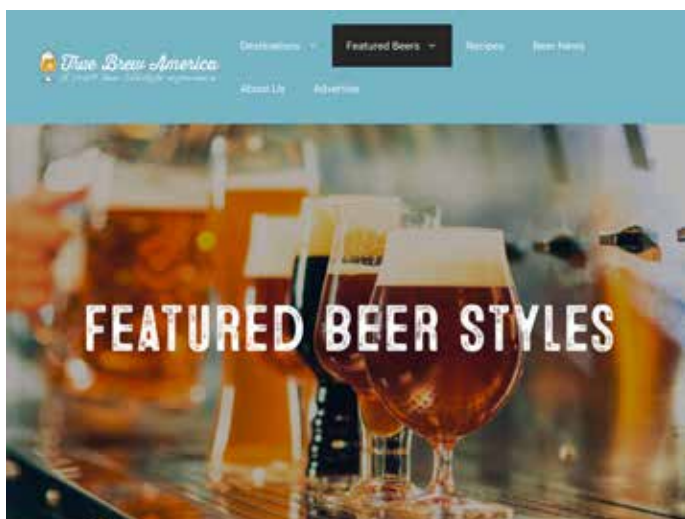 True Brew America
Destinations
Featured Beers
Recipes
Beer News
About Us
Advertise
FEATURED BEER STYLES